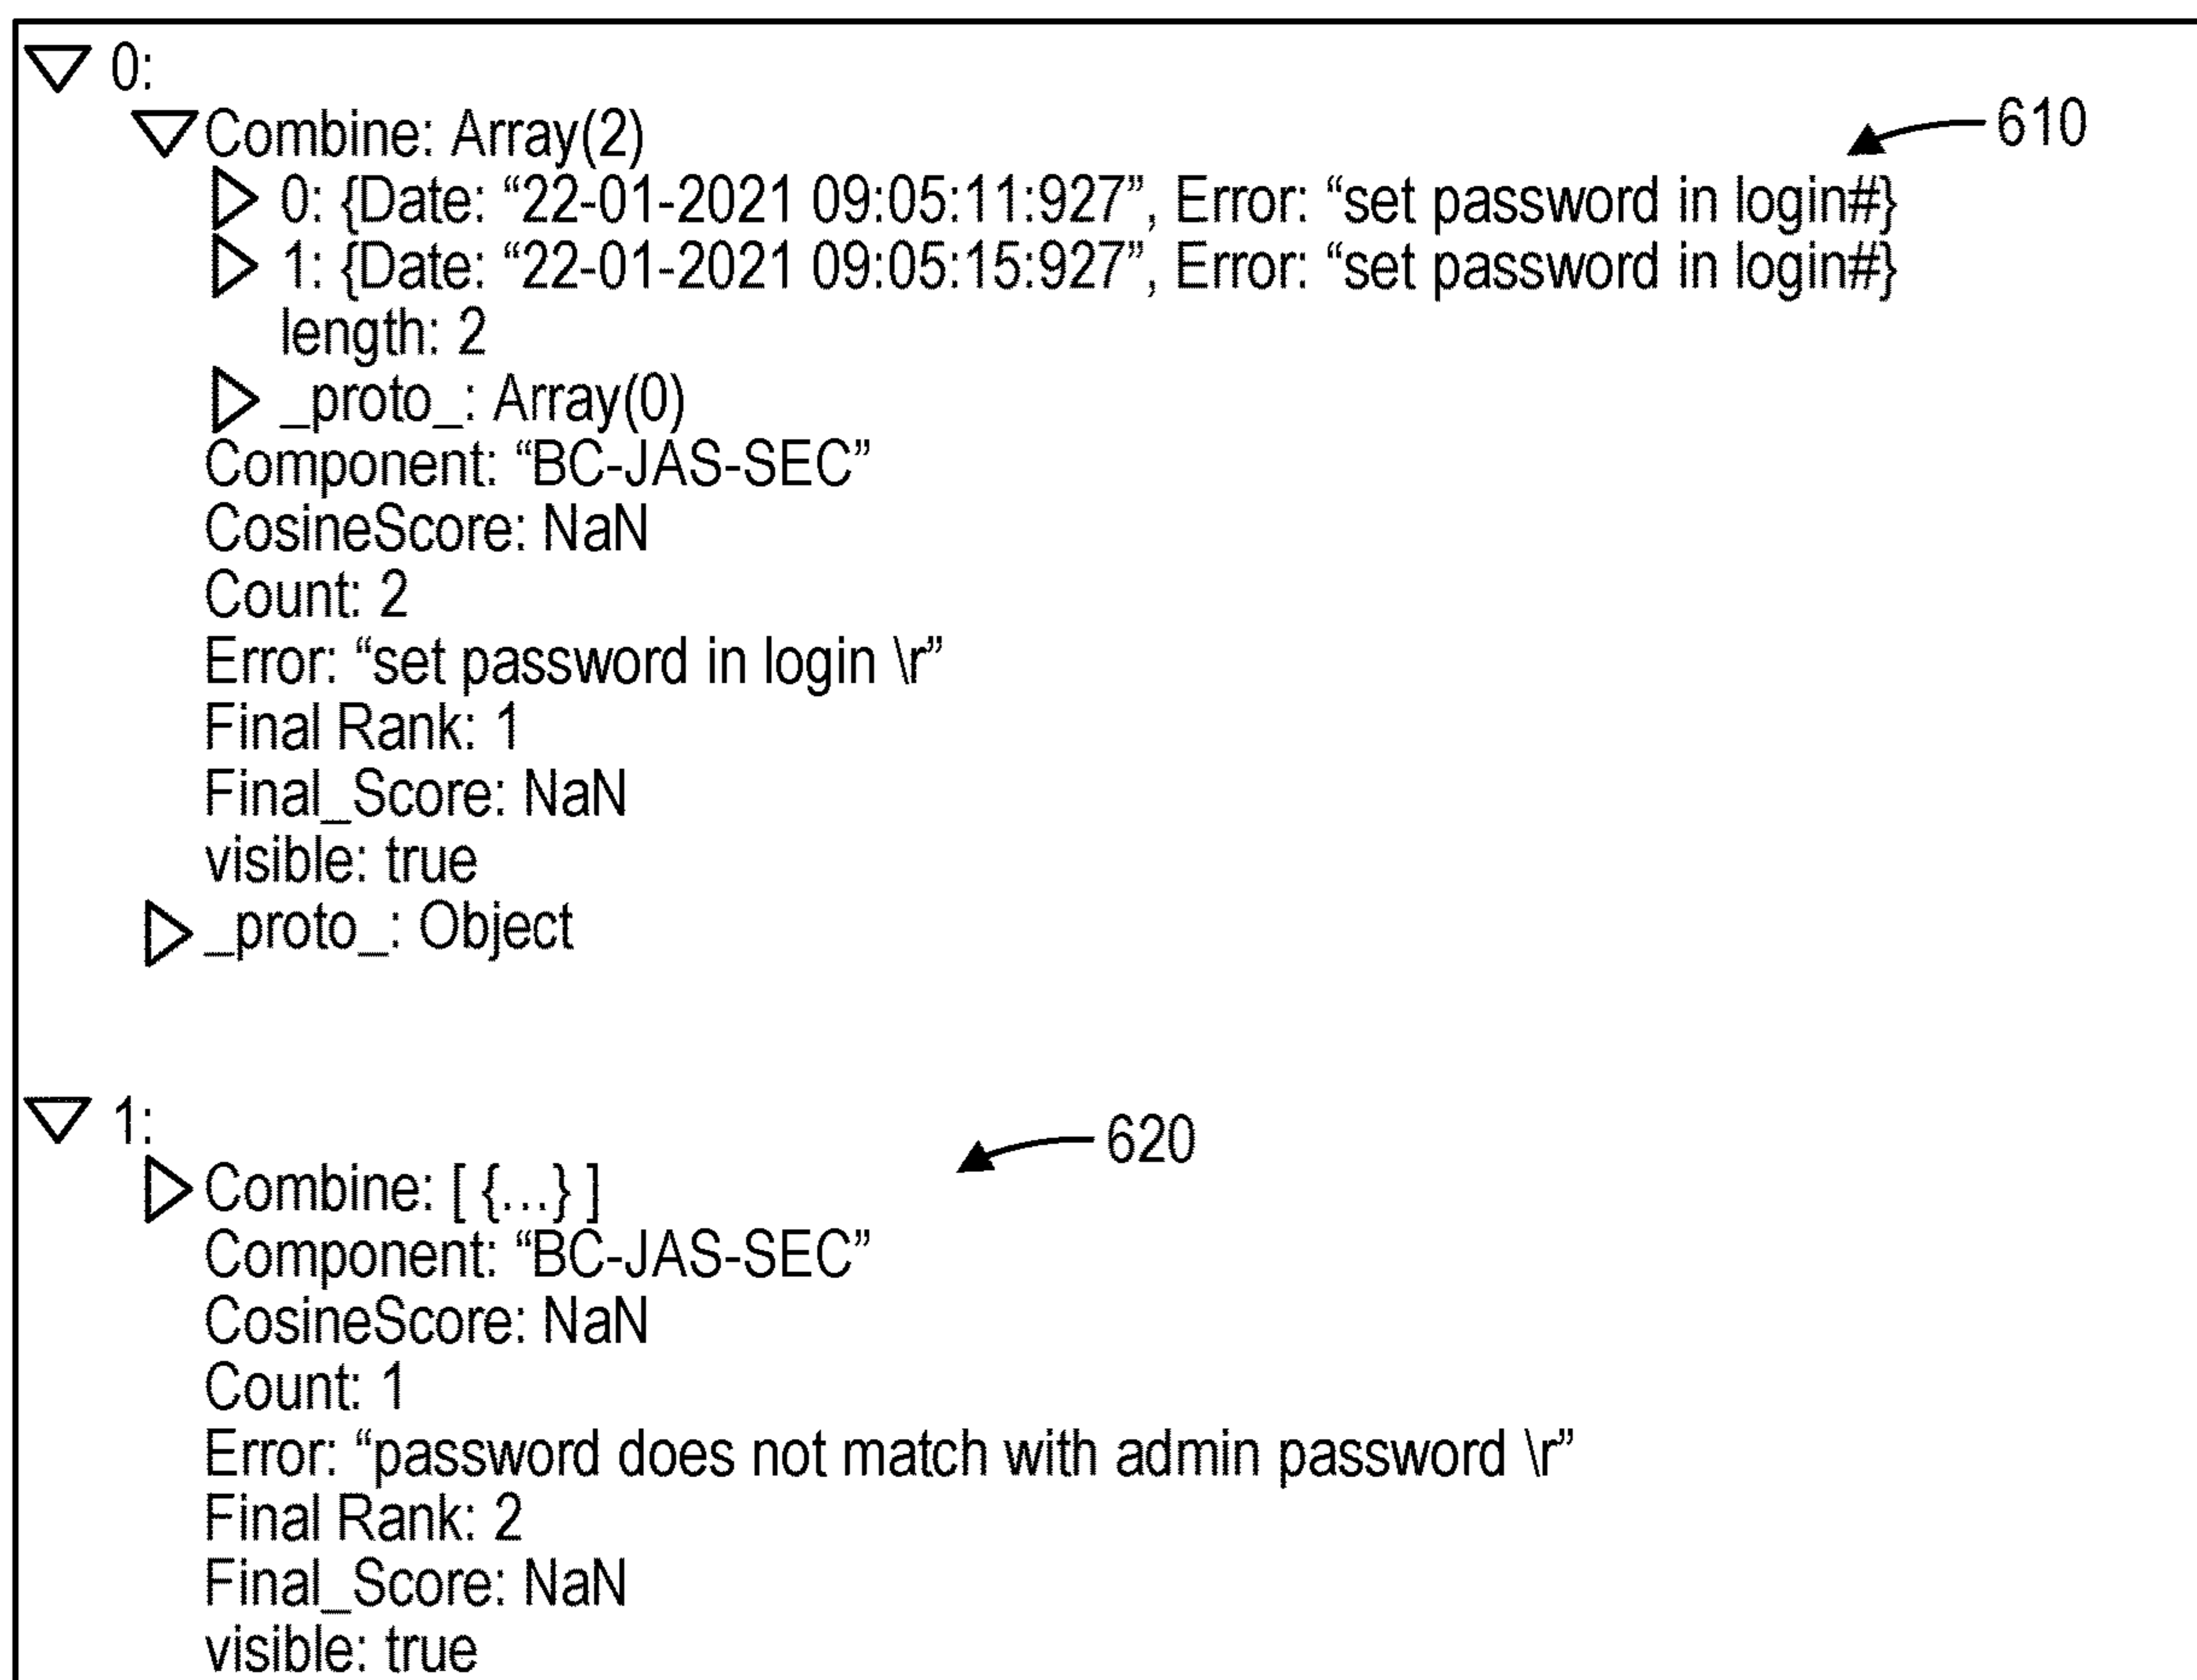 0:
Combine: Array(2)
610
0: {Date: “22-01-2021 09:05:11:927”, Error: “set password in login#}
1: {Date: “22-01-2021 09:05:15:927”, Error: “set password in login#}
length: 2
_proto_: Array(0)
Component: “BC-JAS-SEC”
CosineScore: NaN
Count: 2
Error: “set password in login \r”
Final Rank: 1
Final_Score: NaN
visible: true
_proto_: Object
1:
620
Combine: [ {...} ]
Component: “BC-JAS-SEC”
CosineScore: NaN
Count: 1
Error: “password does not match with admin password \r”
Final Rank: 2
Final_Score: NaN
visible: true